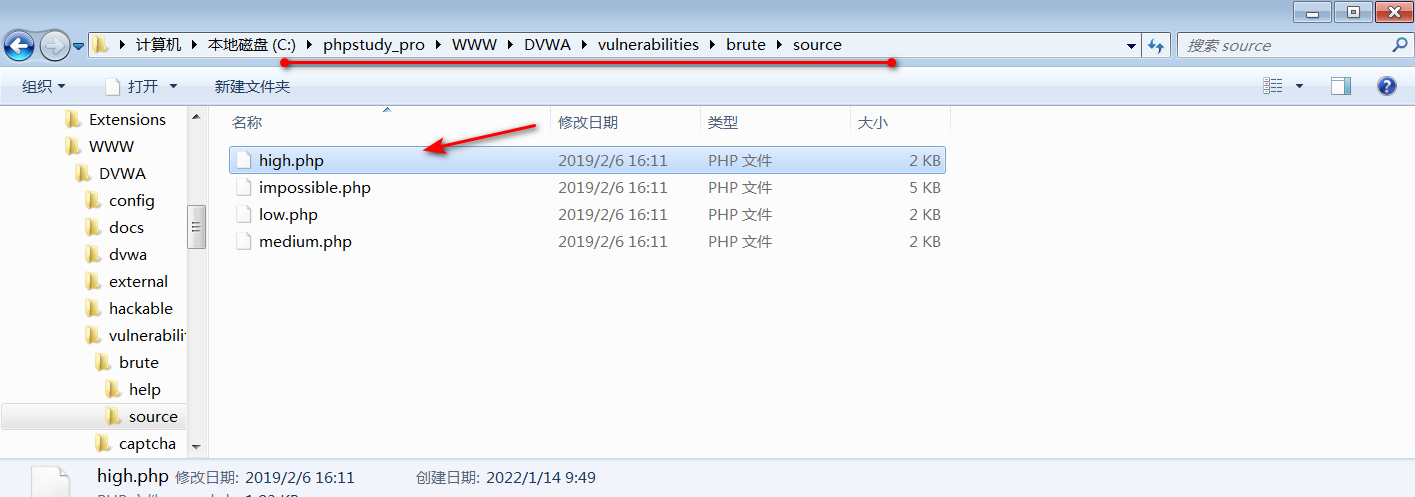 计算机 本地磁盘 (C:) phpstudy_pro WWW DVWA vulnerabilities brute source 搜索 source
组织 打开 新建文件夹
名称 修改日期 类型 大小
Extensions
WWW
DVWA
config
docs
dvwa
external
hackable
vulnerabilit
brute
help
source
captcha
high.php 2019/2/6 16:11 PHP 文件 2 KB
impossible.php 2019/2/6 16:11 PHP 文件 5 KB
low.php 2019/2/6 16:11 PHP 文件 2 KB
medium.php 2019/2/6 16:11 PHP 文件 2 KB
high.php 修改日期: 2019/2/6 16:11 创建日期: 2022/1/14 9:49
PHP 文件